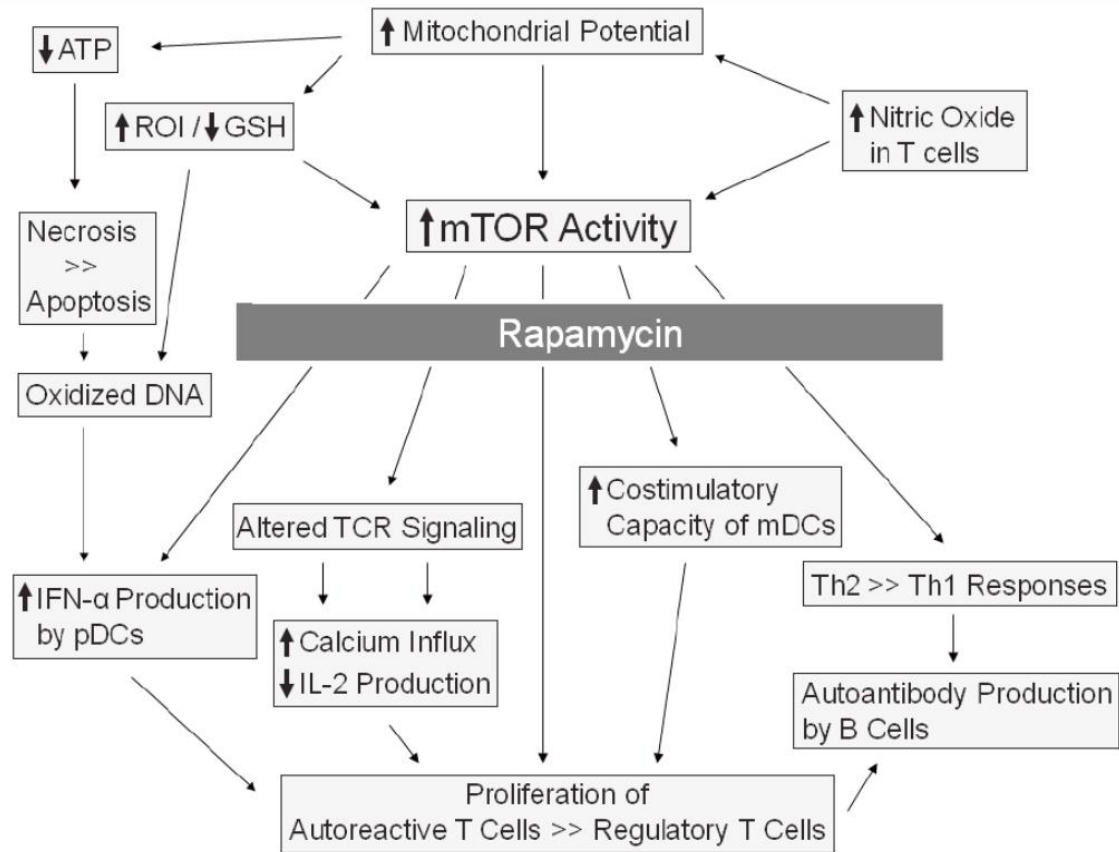 ↑ Mitochondrial Potential
↓ ATP
↑ Nitric Oxide
in T cells
↑ ROI / ↓ GSH
↑ mTOR Activity
Necrosis
>>
Apoptosis
Rapamycin
Oxidized DNA
↑ Costimulatory
Capacity of mDCs
Altered TCR Signaling
Th2 >> Th1 Responses
↑ IFN-α Production
by pDCs
↑ Calcium Influx
↓ IL-2 Production
Autoantibody Production
by B Cells
Proliferation of
Autoreactive T Cells >> Regulatory T Cells